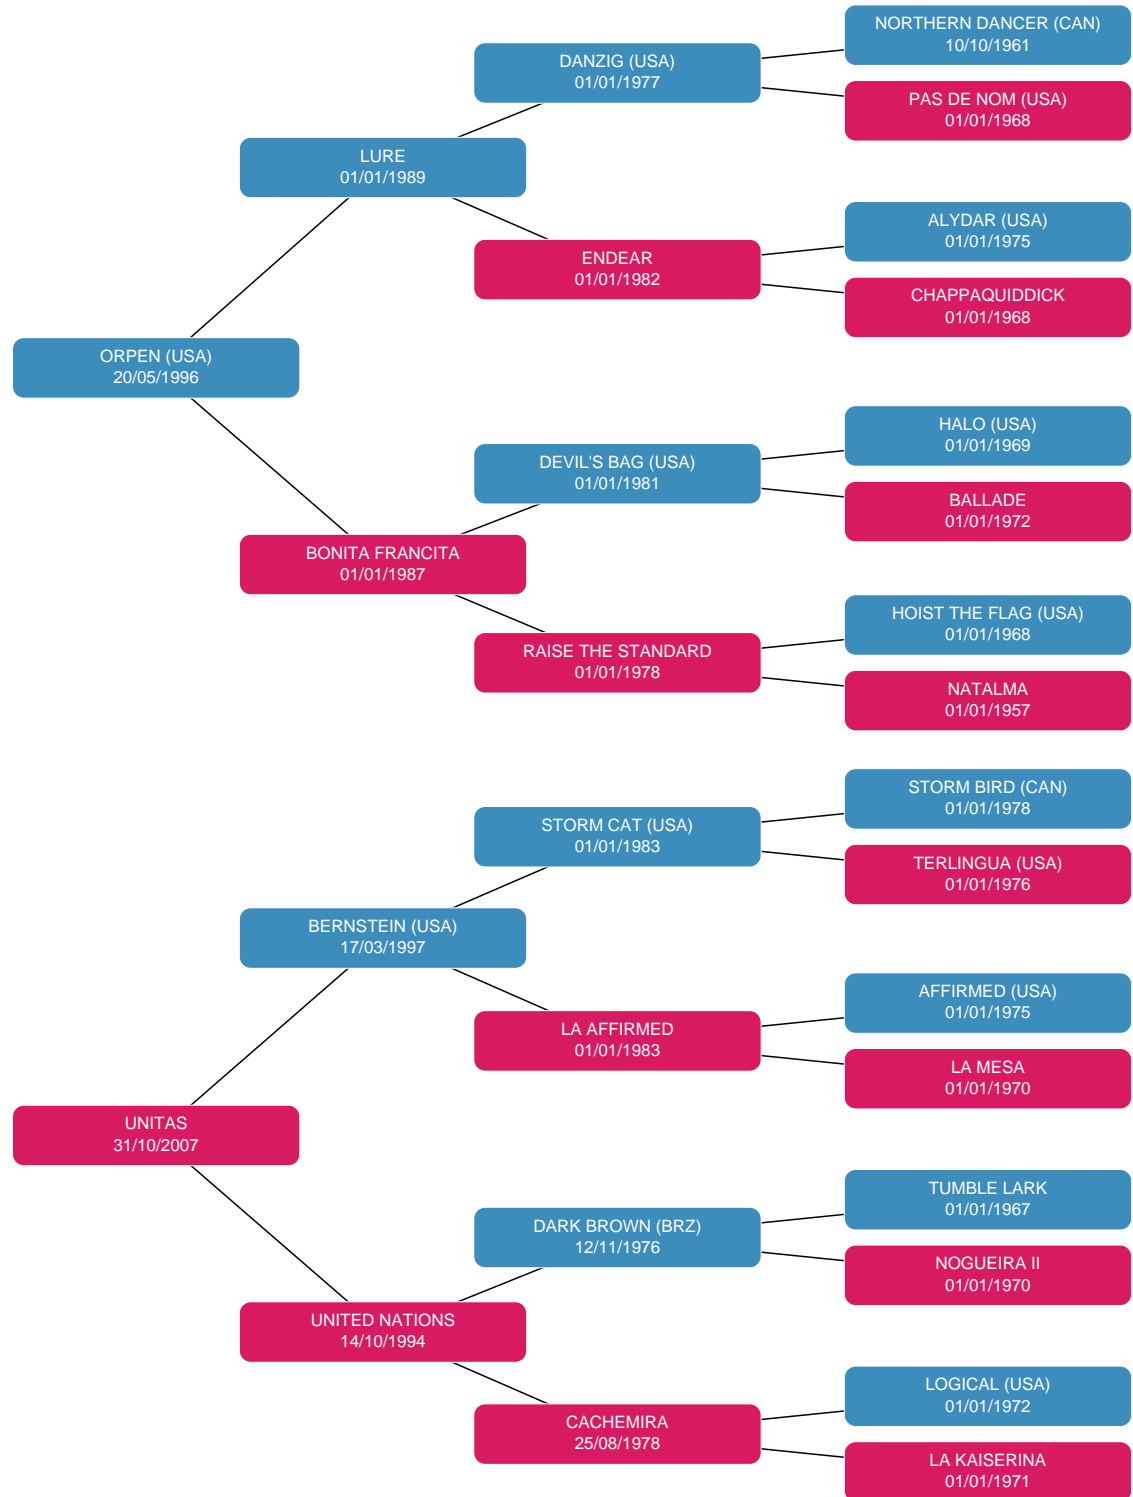 NORTHERN DANCER (CAN)
10/10/1961
DANZIG (USA)
01/01/1977
PAS DE NOM (USA)
01/01/1968
LURE
01/01/1989
ALYDAR (USA)
01/01/1975
ENDEAR
01/01/1982
CHAPPAQUIDDICK
01/01/1968
ORPEN (USA)
20/05/1996
HALO (USA)
01/01/1969
DEVIL'S BAG (USA)
01/01/1981
BALLADE
01/01/1972
BONITA FRANCITA
01/01/1987
HOIST THE FLAG (USA)
01/01/1968
RAISE THE STANDARD
01/01/1978
NATALMA
01/01/1957
STORM BIRD (CAN)
01/01/1978
STORM CAT (USA)
01/01/1983
TERLINGUA (USA)
01/01/1976
BERNSTEIN (USA)
17/03/1997
AFFIRMED (USA)
01/01/1975
LA AFFIRMED
01/01/1983
LA MESA
01/01/1970
UNITAS
31/10/2007
TUMBLE LARK
01/01/1967
DARK BROWN (BRZ)
12/11/1976
NOGUEIRA II
01/01/1970
UNITED NATIONS
14/10/1994
LOGICAL (USA)
01/01/1972
CACHEMIRA
25/08/1978
LA KAISERINA
01/01/1971